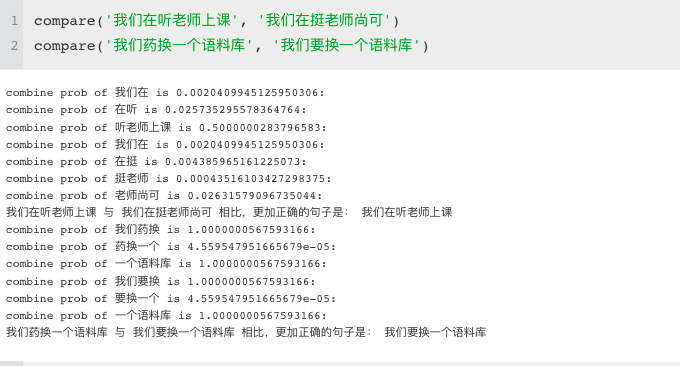 1 compare('我们在听老师上课', '我们在挺老师尚可')
2 compare('我们药换一个语料库', '我们要换一个语料库')
combine prob of 我们在 is 0.0020409945125950306:
combine prob of 在听 is 0.025735295578364764:
combine prob of 听老师上课 is 0.5000000283796583:
combine prob of 我们在 is 0.0020409945125950306:
combine prob of 在挺 is 0.004385965161225073:
combine prob of 挺老师 is 0.00043516103427298375:
combine prob of 老师尚可 is 0.02631579096735044:
我们在听老师上课 与 我们在挺老师尚可 相比，更加正确的句子是： 我们在听老师上课
combine prob of 我们药换 is 1.0000000567593166:
combine prob of 药换一个 is 4.559547951665679e-05:
combine prob of 一个语料库 is 1.0000000567593166:
combine prob of 我们要换 is 1.0000000567593166:
combine prob of 要换一个 is 4.559547951665679e-05:
combine prob of 一个语料库 is 1.0000000567593166:
我们药换一个语料库 与 我们要换一个语料库 相比，更加正确的句子是： 我们要换一个语料库